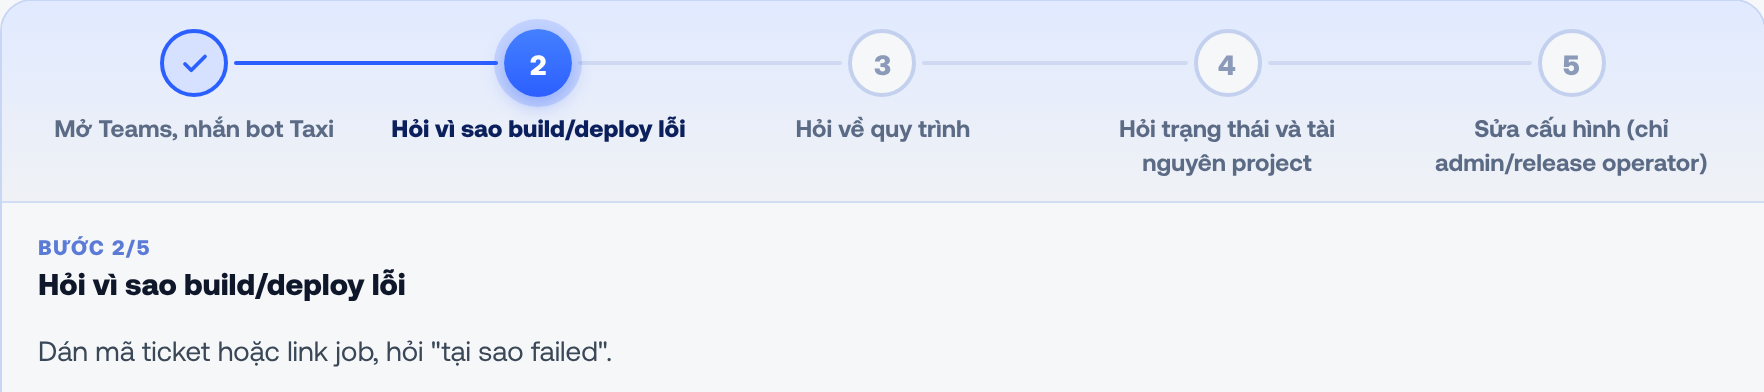 2
3
4
5
Mở Teams, nhắn bot Taxi
Hỏi vì sao build/deploy lỗi
Hỏi về quy trình
Hỏi trạng thái và tài
nguyên project
Sửa cấu hình (chỉ
admin/release operator)
BƯỚC 2/5
Hỏi vì sao build/deploy lỗi
Dán mã ticket hoặc link job, hỏi "tại sao failed".